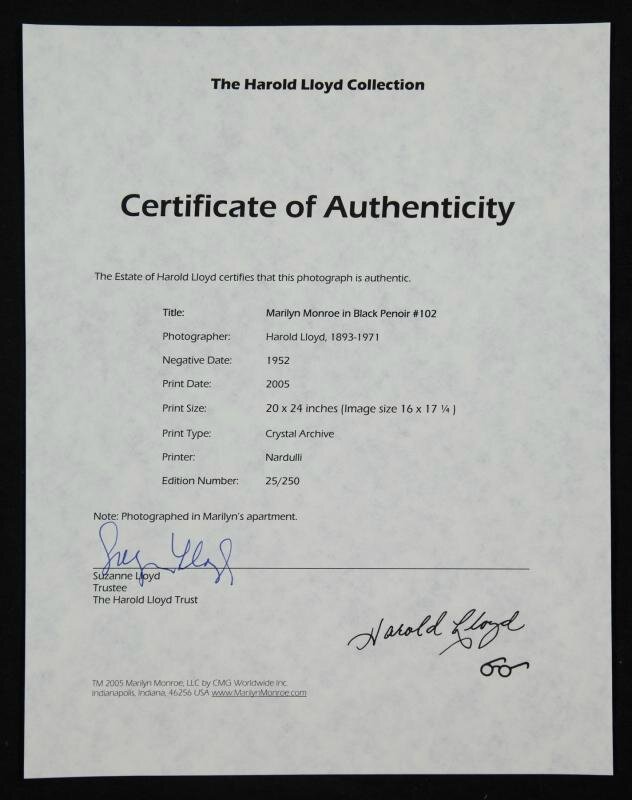 The Harold Lloyd Collection
Certificate of Authenticity
The Estate of Harold Lloyd certifies that this photograph is authentic.
Title: Marilyn Monroe in Black Penoir #102
Photographer: Harold Lloyd, 1893-1971
Negative Date: 1952
Print Date: 2005
Print Size: 20 x 24 inches (Image size 16 x 17 ¼ )
Print Type: Crystal Archive
Printer: Nardulli
Edition Number: 25/250
Note: Photographed in Marilyn's apartment.
Suzanne Lloyd
Trustee
The Harold Lloyd Trust
Harold Lloyd
TM 2005 Marilyn Monroe, LLC by CMG Worldwide Inc.
Indianapolis, Indiana, 46256 USA www.MarilynMonroe.com